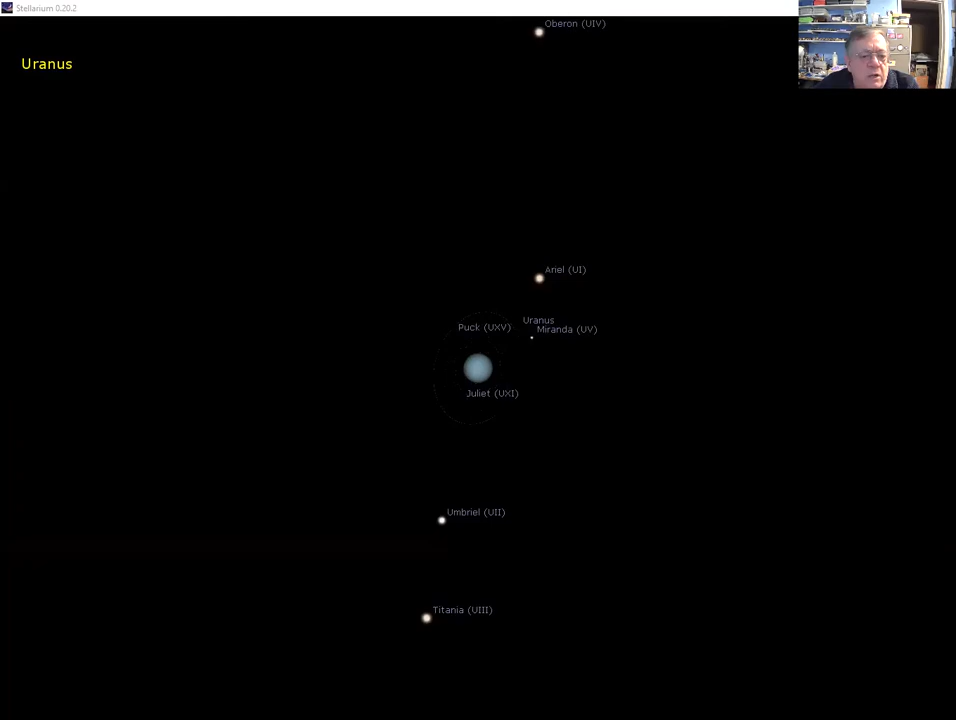 Stellarium 0.20.2
Oberon (UIV)
Uranus
Ariel (UI)
Uranus
Puck (UXV)
Miranda (UV)
Juliet (UXI)
Umbriel (UII)
Titania (UIII)